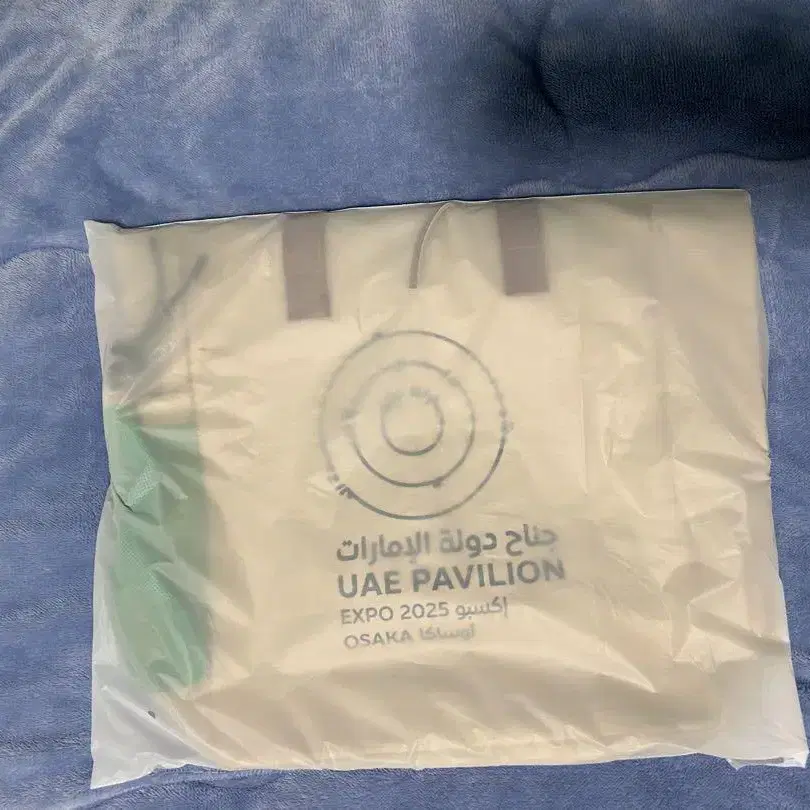 جناح دولة الإمارات
UAE PAVILION
EXPO 2025 إكسبو
OSAKA أوساكا